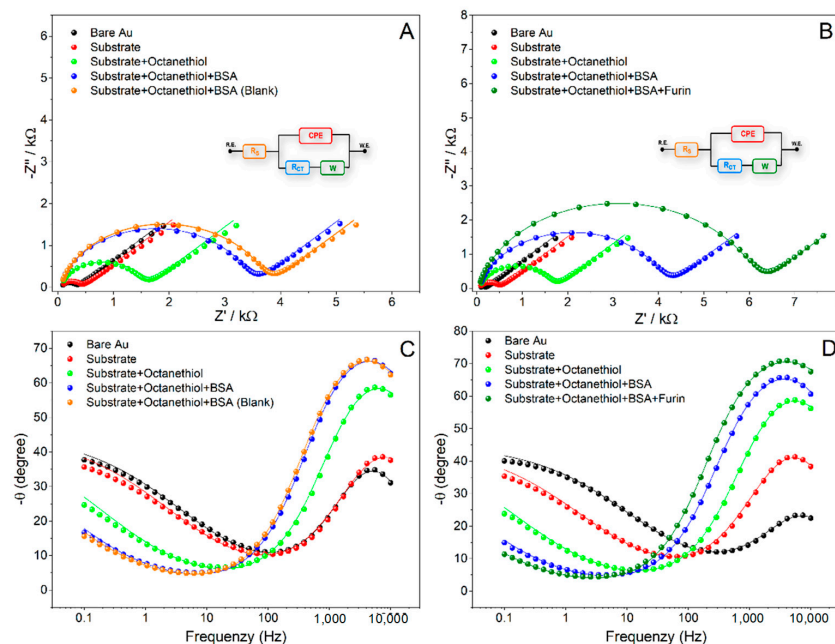 A
Bare Au
Substrate
Substrate+Octanethiol
Substrate+Octanethiol+BSA
Substrate+Octanethiol+BSA (Blank)
R.E.
RS
CPE
RCT
W
W.E.
-Z'' / kΩ
6
5
4
3
2
1
0
0 1 2 3 4 5 6
Z' / kΩ
B
Bare Au
Substrate
Substrate+Octanethiol
Substrate+Octanethiol+BSA
Substrate+Octanethiol+BSA+Furin
R.E.
RS
CPE
RCT
W
W.E.
-Z'' / kΩ
8
7
6
5
4
3
2
1
0
0 1 2 3 4 5 6 7
Z' / kΩ
C
Bare Au
Substrate
Substrate+Octanethiol
Substrate+Octanethiol+BSA
Substrate+Octanethiol+BSA (Blank)
-θ (degree)
70
60
50
40
30
20
10
0
0.1 1 10 100 1,000 10,000
Frequenzy (Hz)
D
Bare Au
Substrate
Substrate+Octanethiol
Substrate+Octanethiol+BSA
Substrate+Octanethiol+BSA+Furin
-θ (degree)
80
70
60
50
40
30
20
10
0
0.1 1 10 100 1,000 10,000
Frequenzy (Hz)